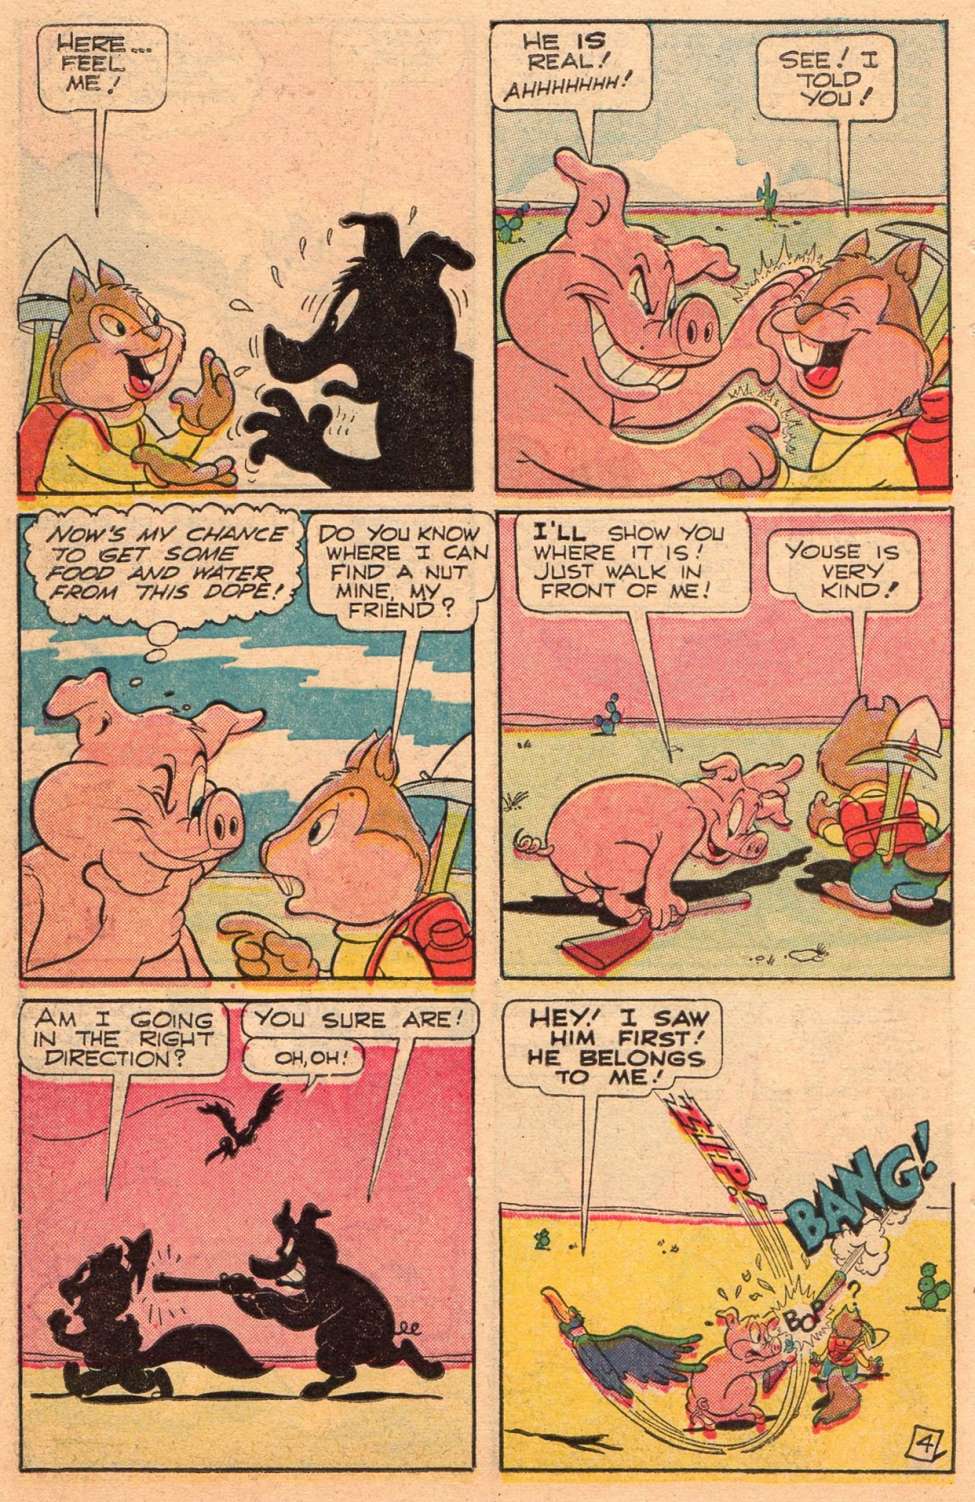 HERE...
FEEL
ME!
HE IS
REAL!
AHHHHHHH!
SEE! I
TOLD
YOU!
NOW'S MY CHANCE
TO GET SOME
FOOD AND WATER
FROM THIS DOPE!
DO YOU KNOW
WHERE I CAN
FIND A NUT
MINE, MY
FRIEND?
I'LL SHOW YOU
WHERE IT IS!
JUST WALK IN
FRONT OF ME!
YOUSE IS
VERY
KIND!
AM I GOING
IN THE RIGHT
DIRECTION?
YOU SURE ARE!
OH, OH!
HEY! I SAW
HIM FIRST!
HE BELONGS
TO ME!
ZIP!
BANG!
BOP
?
4